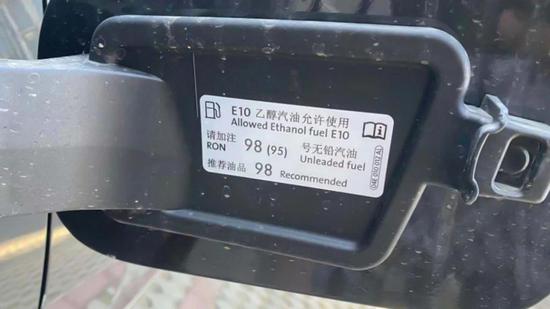 E10 乙醇汽油允许使用
Allowed Ethanol fuel E10
请加注 98 (95) 号无铅汽油
RON Unleaded fuel
推荐油品 98 Recommended